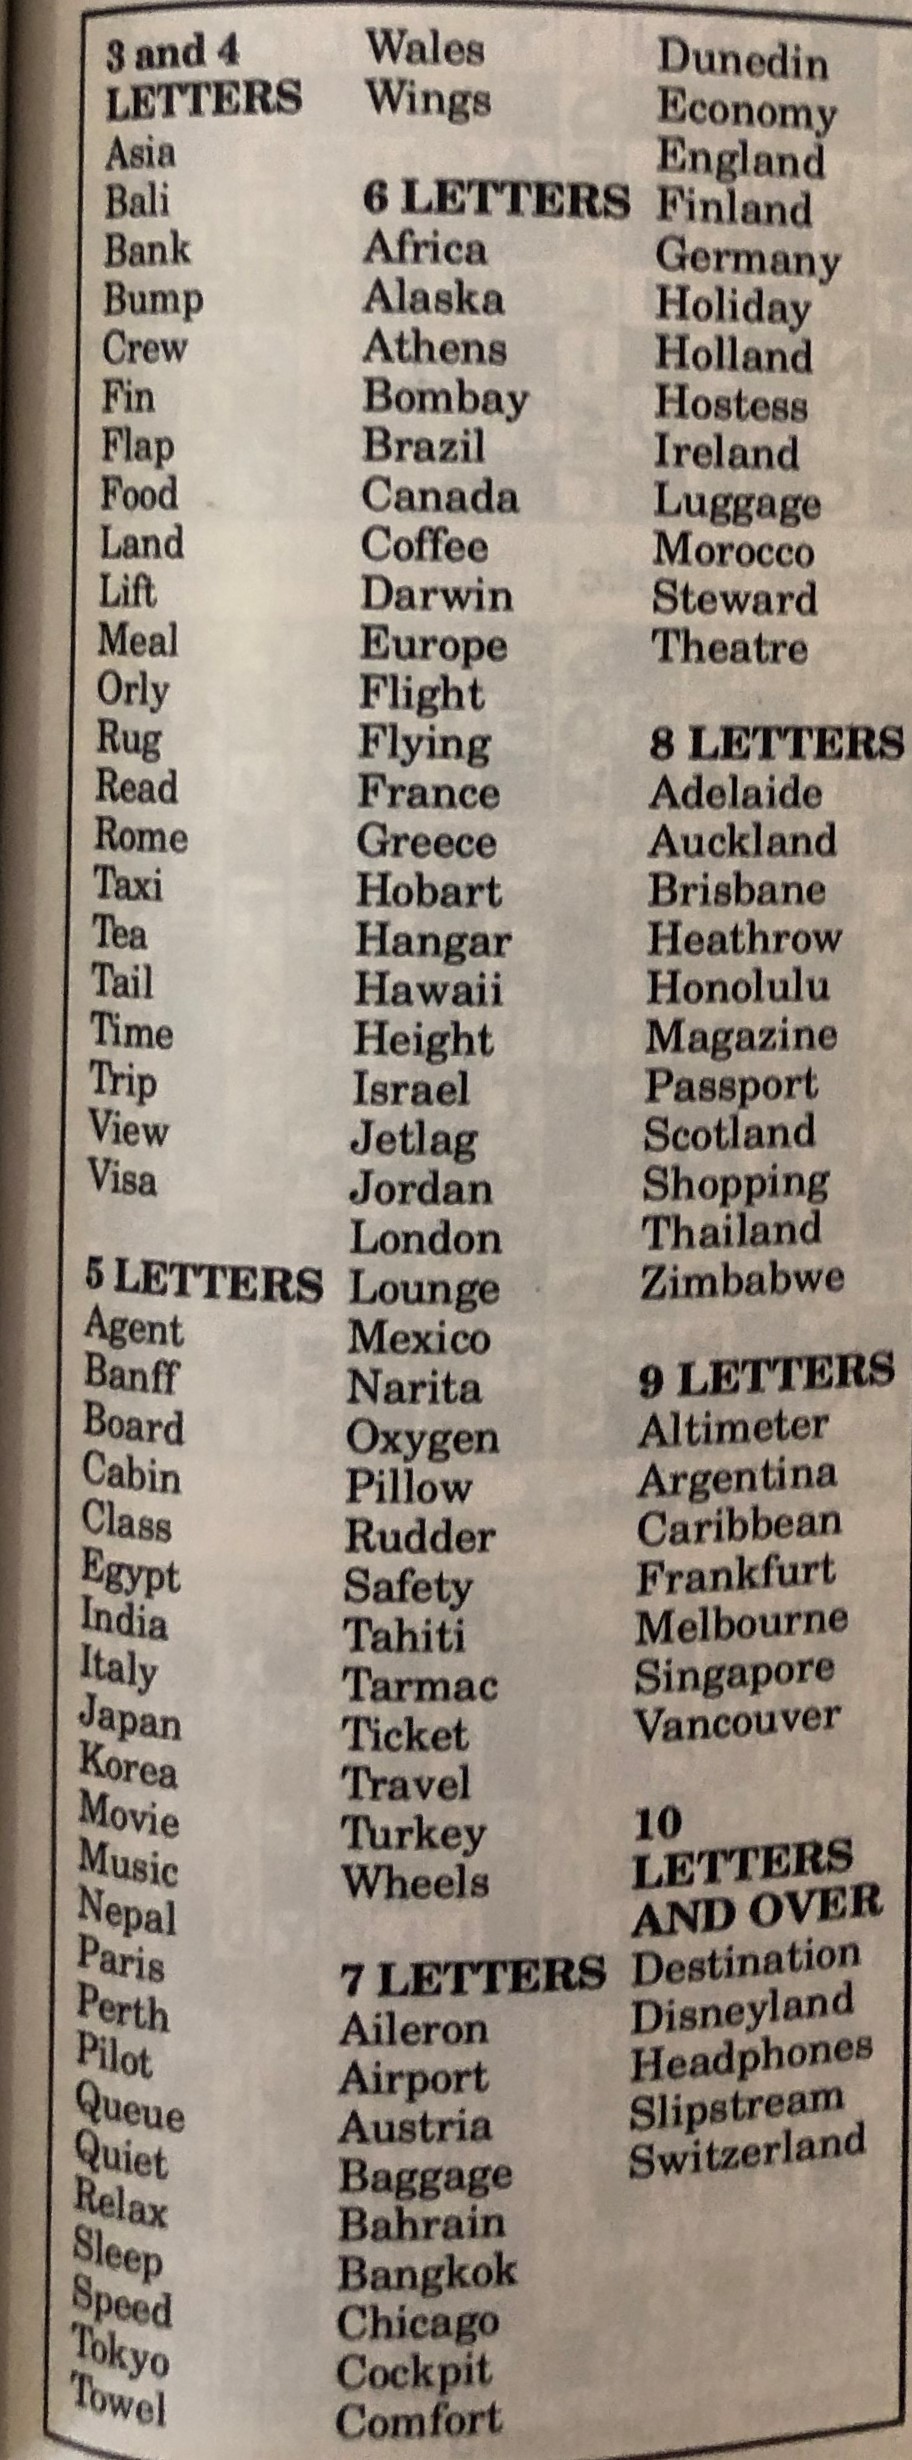 3 and 4
LETTERS
Asia
Bali
Bank
Bump
Crew
Fin
Flap
Food
Land
Lift
Meal
Orly
Rug
Read
Rome
Taxi
Tea
Tail
Time
Trip
View
Visa
5 LETTERS
Agent
Banff
Board
Cabin
Class
Egypt
India
Italy
Japan
Korea
Movie
Music
Nepal
Paris
Perth
Pilot
Queue
Quiet
Relax
Sleep
Speed
Tokyo
Towel
Wales
Wings
6 LETTERS
Africa
Alaska
Athens
Bombay
Brazil
Canada
Coffee
Darwin
Europe
Flight
Flying
France
Greece
Hobart
Hangar
Hawaii
Height
Israel
Jetlag
Jordan
London
Lounge
Mexico
Narita
Oxygen
Pillow
Rudder
Safety
Tahiti
Tarmac
Ticket
Travel
Turkey
Wheels
7 LETTERS
Aileron
Airport
Austria
Baggage
Bahrain
Bangkok
Chicago
Cockpit
Comfort
Dunedin
Economy
England
Finland
Germany
Holiday
Holland
Hostess
Ireland
Luggage
Morocco
Steward
Theatre
8 LETTERS
Adelaide
Auckland
Brisbane
Heathrow
Honolulu
Magazine
Passport
Scotland
Shopping
Thailand
Zimbabwe
9 LETTERS
Altimeter
Argentina
Caribbean
Frankfurt
Melbourne
Singapore
Vancouver
10
LETTERS
AND OVER
Destination
Disneyland
Headphones
Slipstream
Switzerland